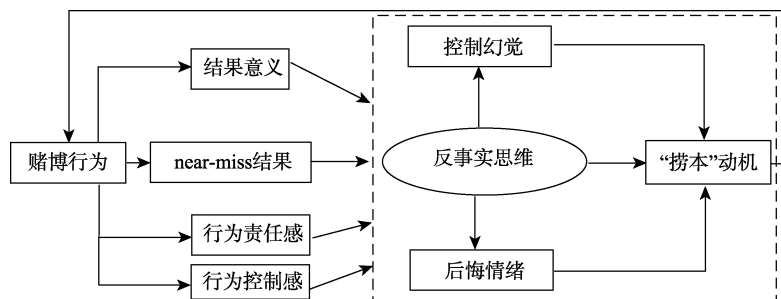 控制幻觉
结果意义
赌博行为
near-miss结果
反事实思维
“捞本”动机
行为责任感
后悔情绪
行为控制感